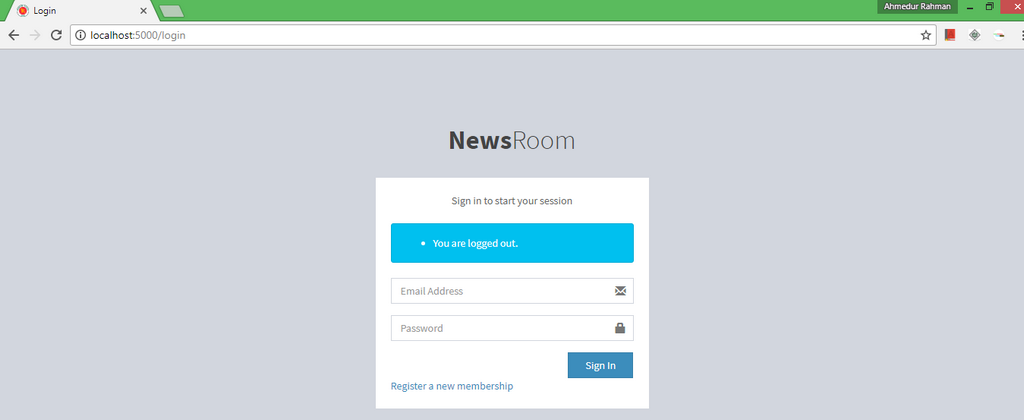 Login
Ahmedur Rahman
localhost:5000/login
NewsRoom
Sign in to start your session
You are logged out.
Email Address
Password
Sign In
Register a new membership